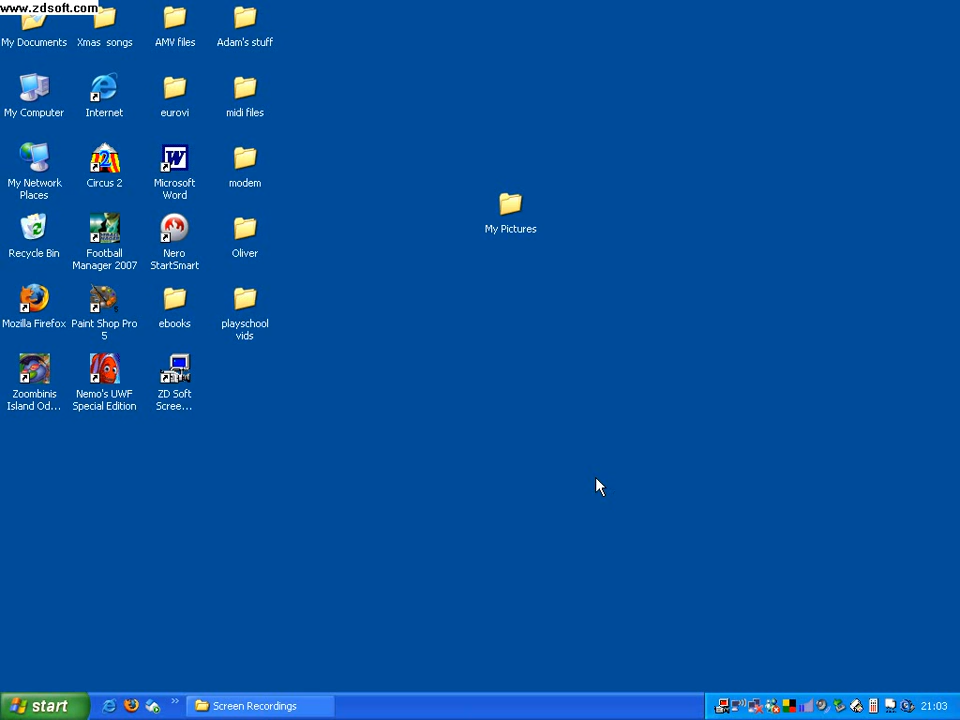 www.zdsoft.com
My Documents
Xmas songs
AMV files
Adam's stuff
My Computer
Internet
eurovi
midi files
My Network
Places
Circus 2
2
Microsoft
Word
W
modem
My Pictures
Recycle Bin
Football
Manager 2007
Nero
StartSmart
Oliver
Mozilla Firefox
Paint Shop Pro
5
ebooks
playschool
vids
Zoombinis
Island Od...
Nemo's UWF
Special Edition
ZD Soft
Scree...
start
Screen Recordings
21:03